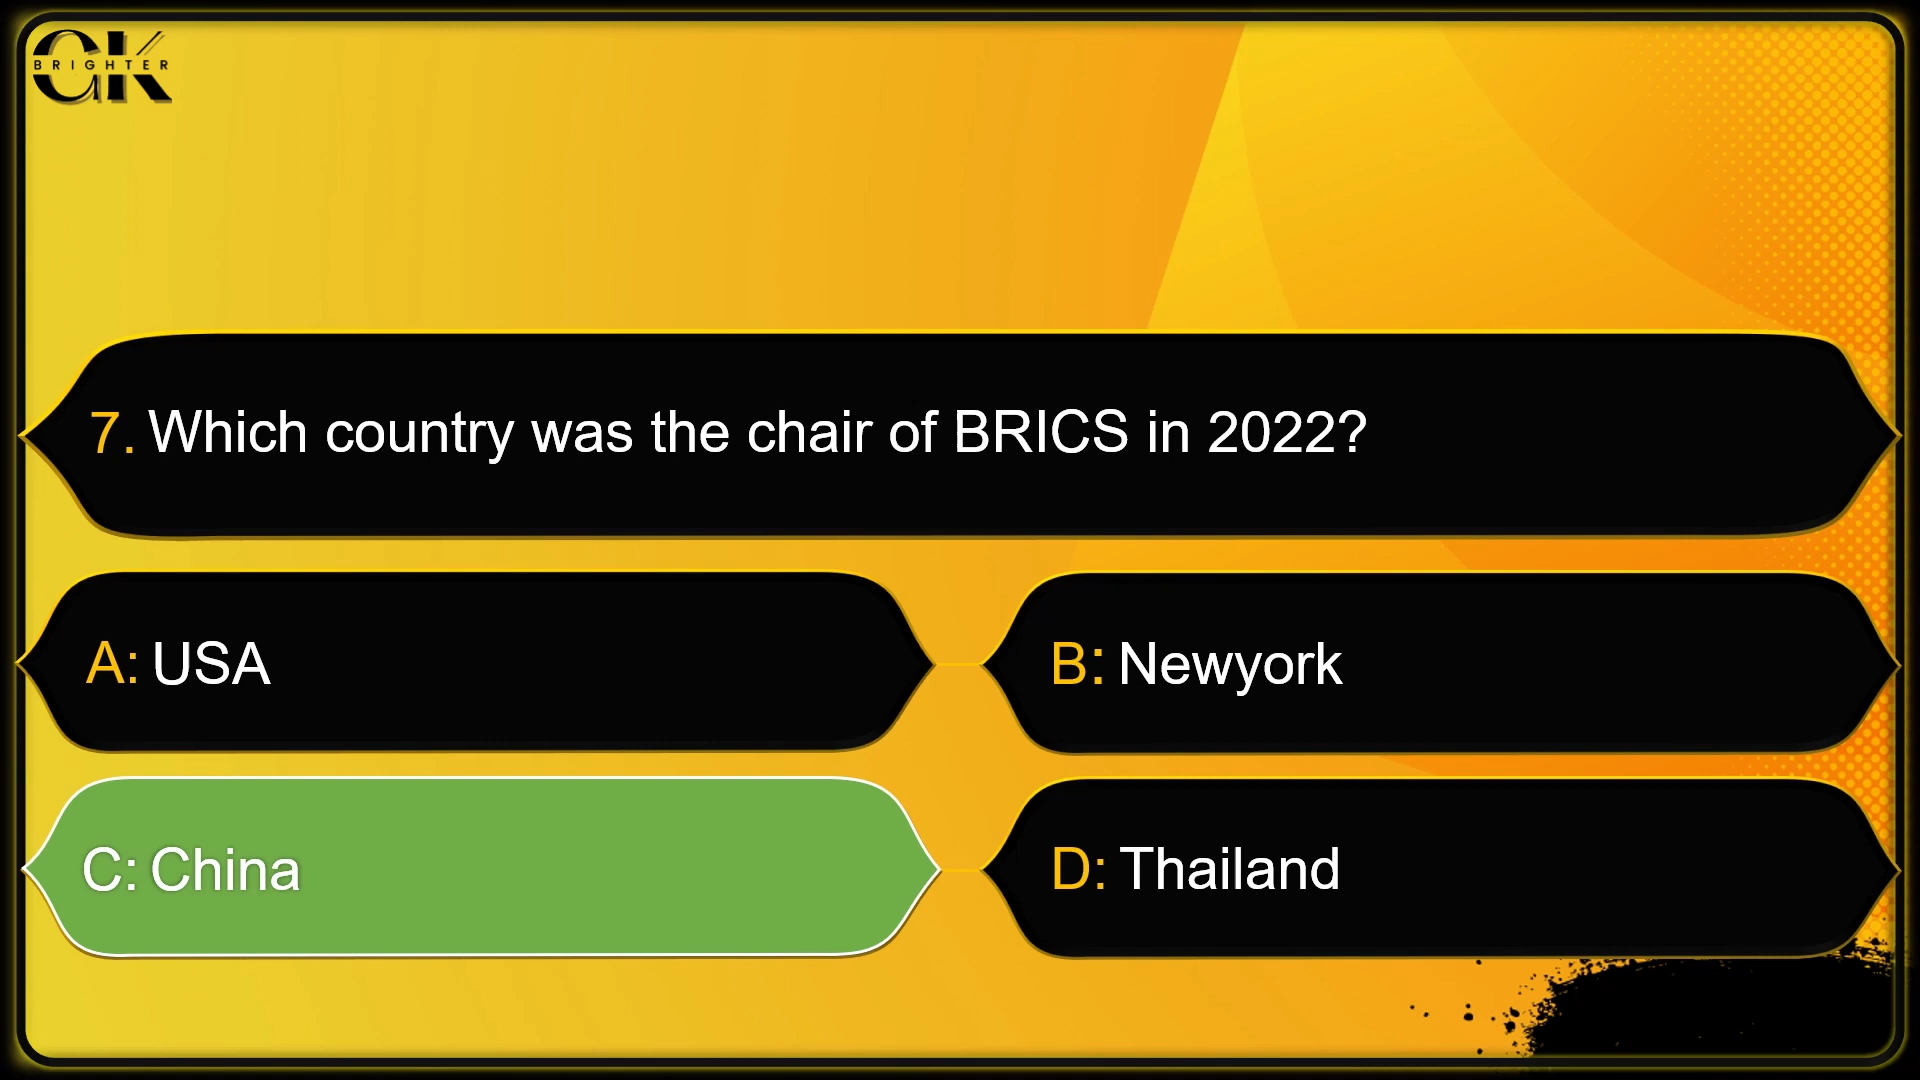 GK
BRIGHTER
7. Which country was the chair of BRICS in 2022?
A: USA
B: Newyork
C: China
D: Thailand